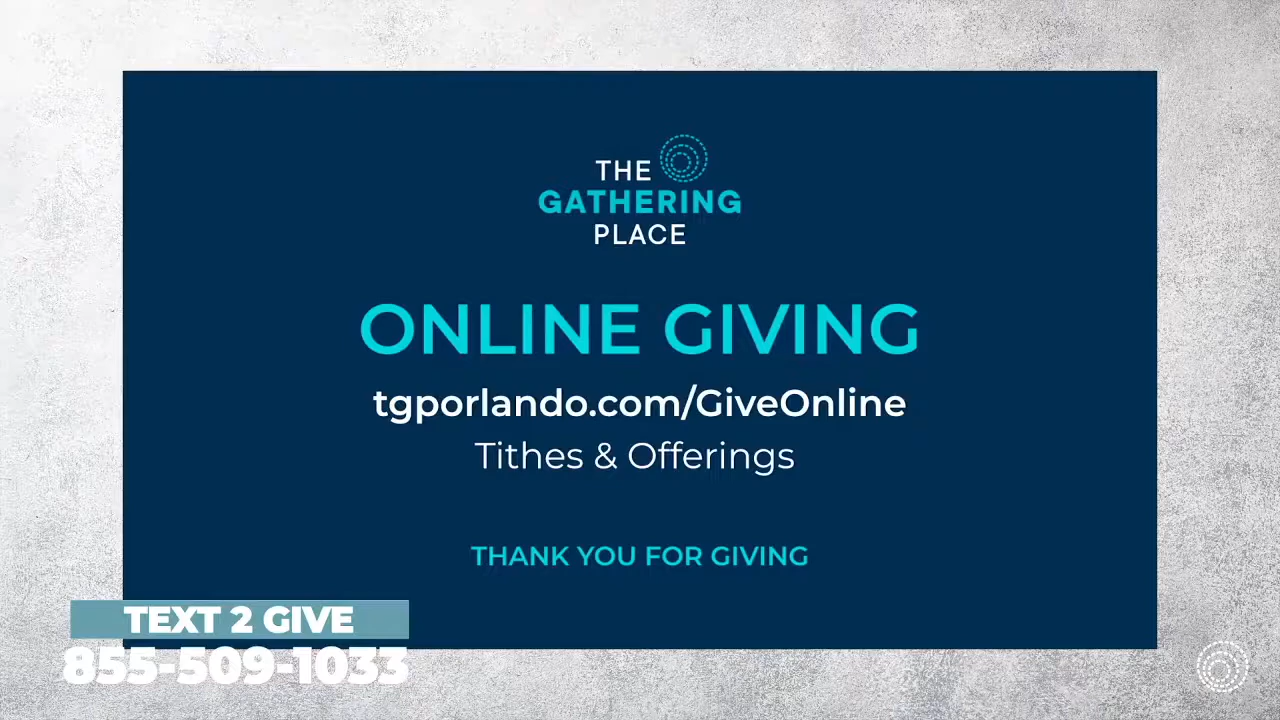 THE
GATHERING
PLACE
ONLINE GIVING
tgporlando.com/GiveOnline
Tithes & Offerings
THANK YOU FOR GIVING
TEXT 2 GIVE
855-509-1033